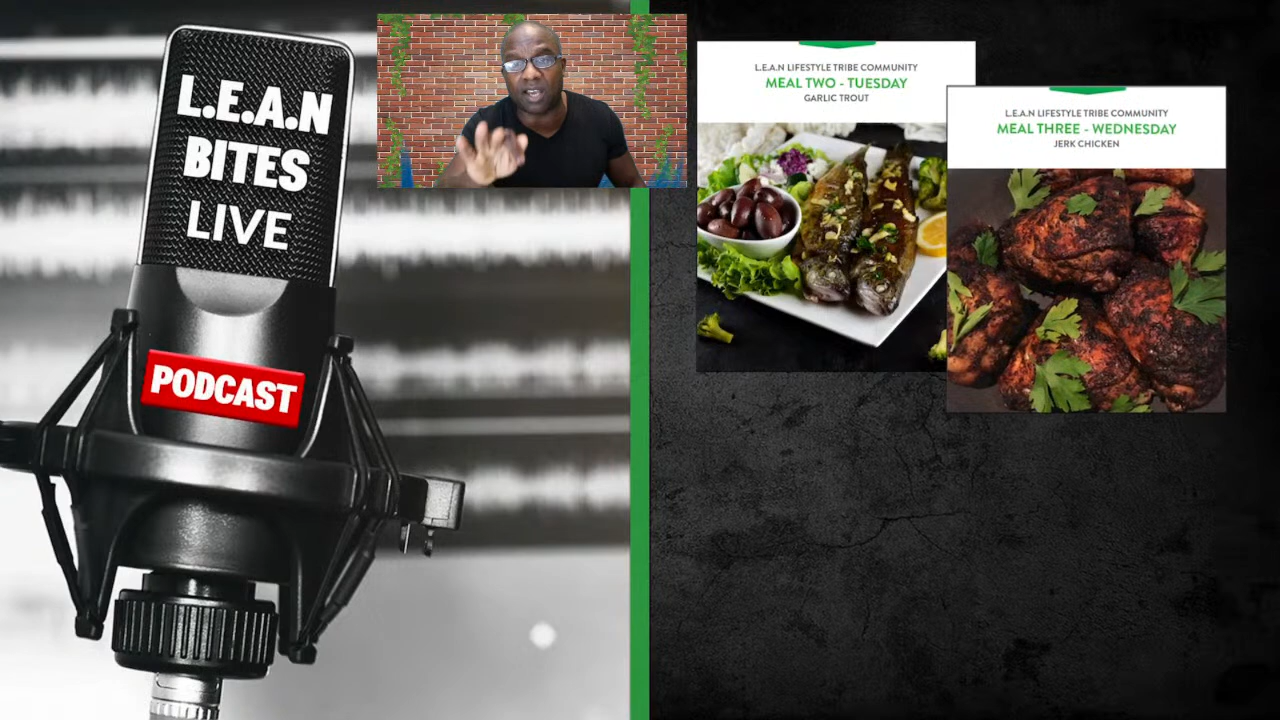 L.E.A.N
BITES
LIVE
PODCAST
L.E.A.N LIFESTYLE TRIBE COMMUNITY
MEAL TWO - TUESDAY
GARLIC TROUT
L.E.A.N LIFESTYLE TRIBE COMMUNITY
MEAL THREE - WEDNESDAY
JERK CHICKEN